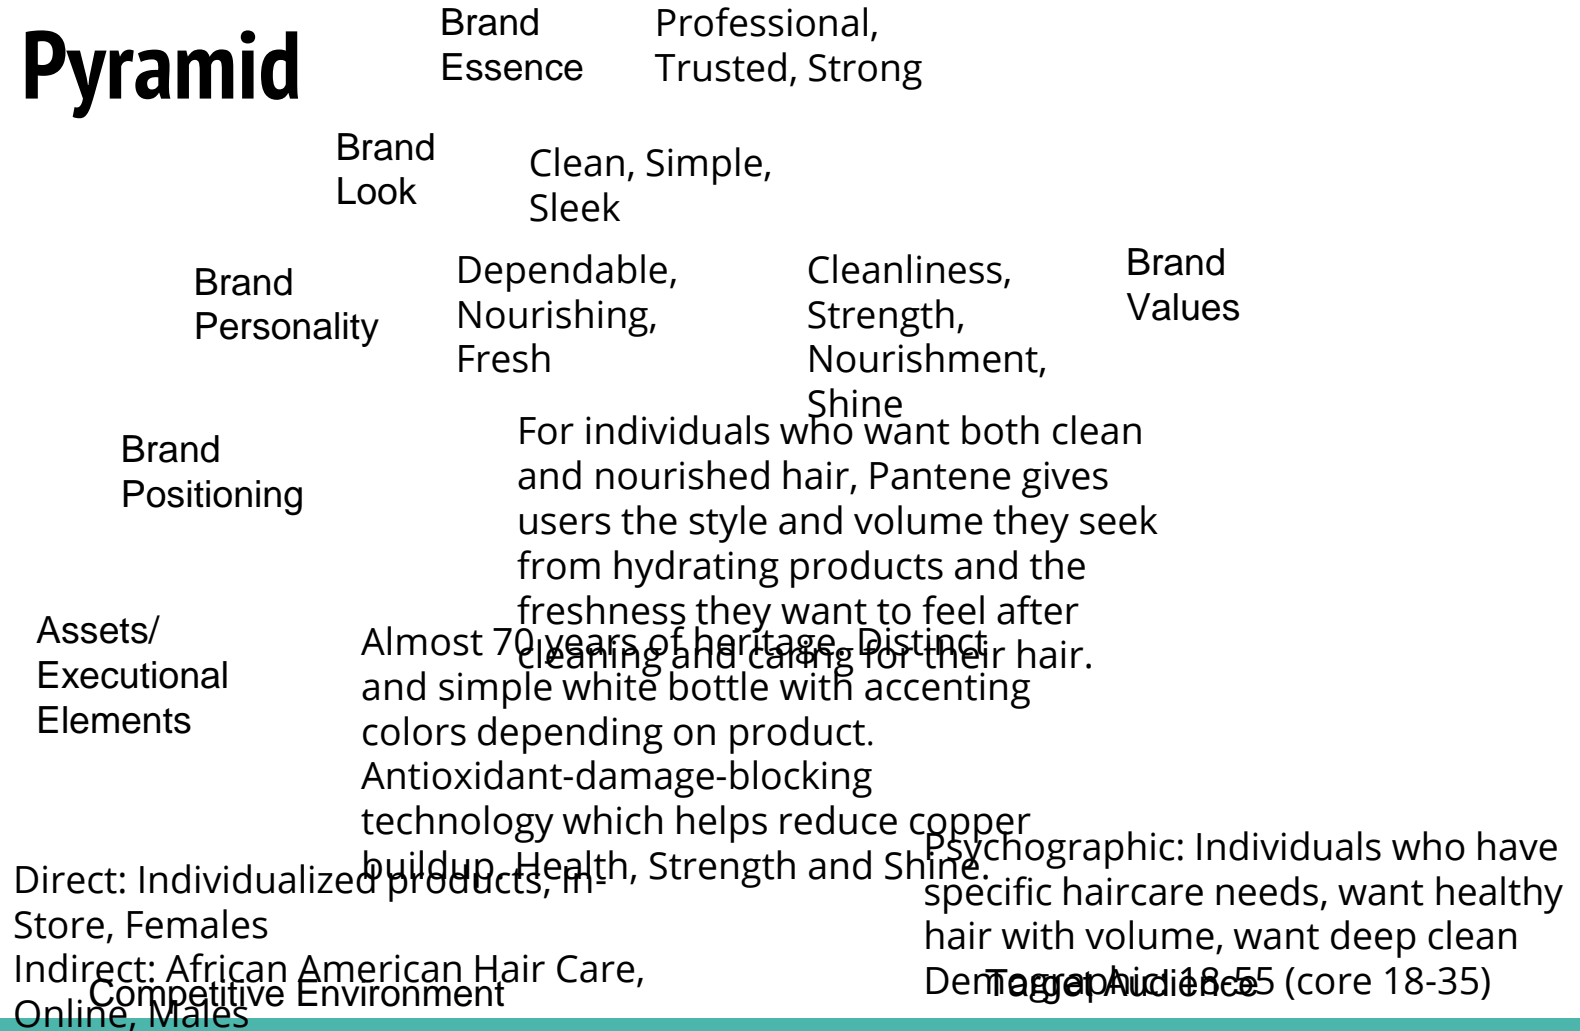 Pyramid
Brand
Essence
Professional,
Trusted, Strong
Brand
Look
Clean, Simple,
Sleek
Brand
Personality
Dependable,
Nourishing,
Fresh
Cleanliness,
Strength,
Nourishment,
Shine
Brand
Values
Brand
Positioning
For individuals who want both clean
and nourished hair, Pantene gives
users the style and volume they seek
from hydrating products and the
freshness they want to feel after
cleaning and caring for their hair.
Assets/
Executional
Elements
Almost 70 years of heritage. Distinct
and simple white bottle with accenting
colors depending on product.
Antioxidant-damage-blocking
technology which helps reduce copper
buildup. Health, Strength and Shine.
Direct: Individualized products, In-
Store, Females
Indirect: African American Hair Care,
Online, Males
Competitive Environment
Psychographic: Individuals who have
specific haircare needs, want healthy
hair with volume, want deep clean
Demographic: 18-55 (core 18-35)
Target Audience